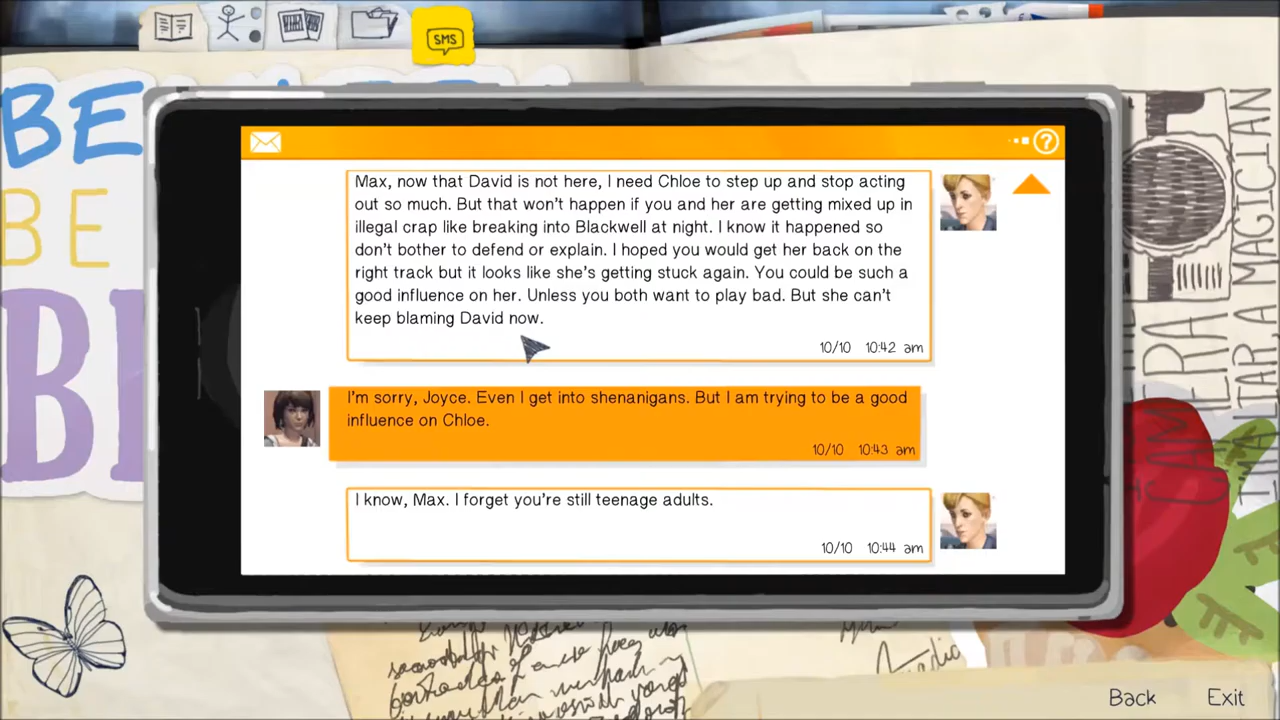 SMS
BE
BE
Max, now that David is not here, I need Chloe to step up and stop acting
out so much. But that won't happen if you and her are getting mixed up in
illegal crap like breaking into Blackwell at night. I know it happened so
don't bother to defend or explain. I hoped you would get her back on the
right track but it looks like she's getting stuck again. You could be such a
good influence on her. Unless you both want to play bad. But she can't
keep blaming David now.
10/10 10:42 am
I'm sorry, Joyce. Even I get into shenanigans. But I am trying to be a good
influence on Chloe.
10/10 10:43 am
I know, Max. I forget you're still teenage adults.
10/10 10:44 am
MAGICIAN
Back
Exit